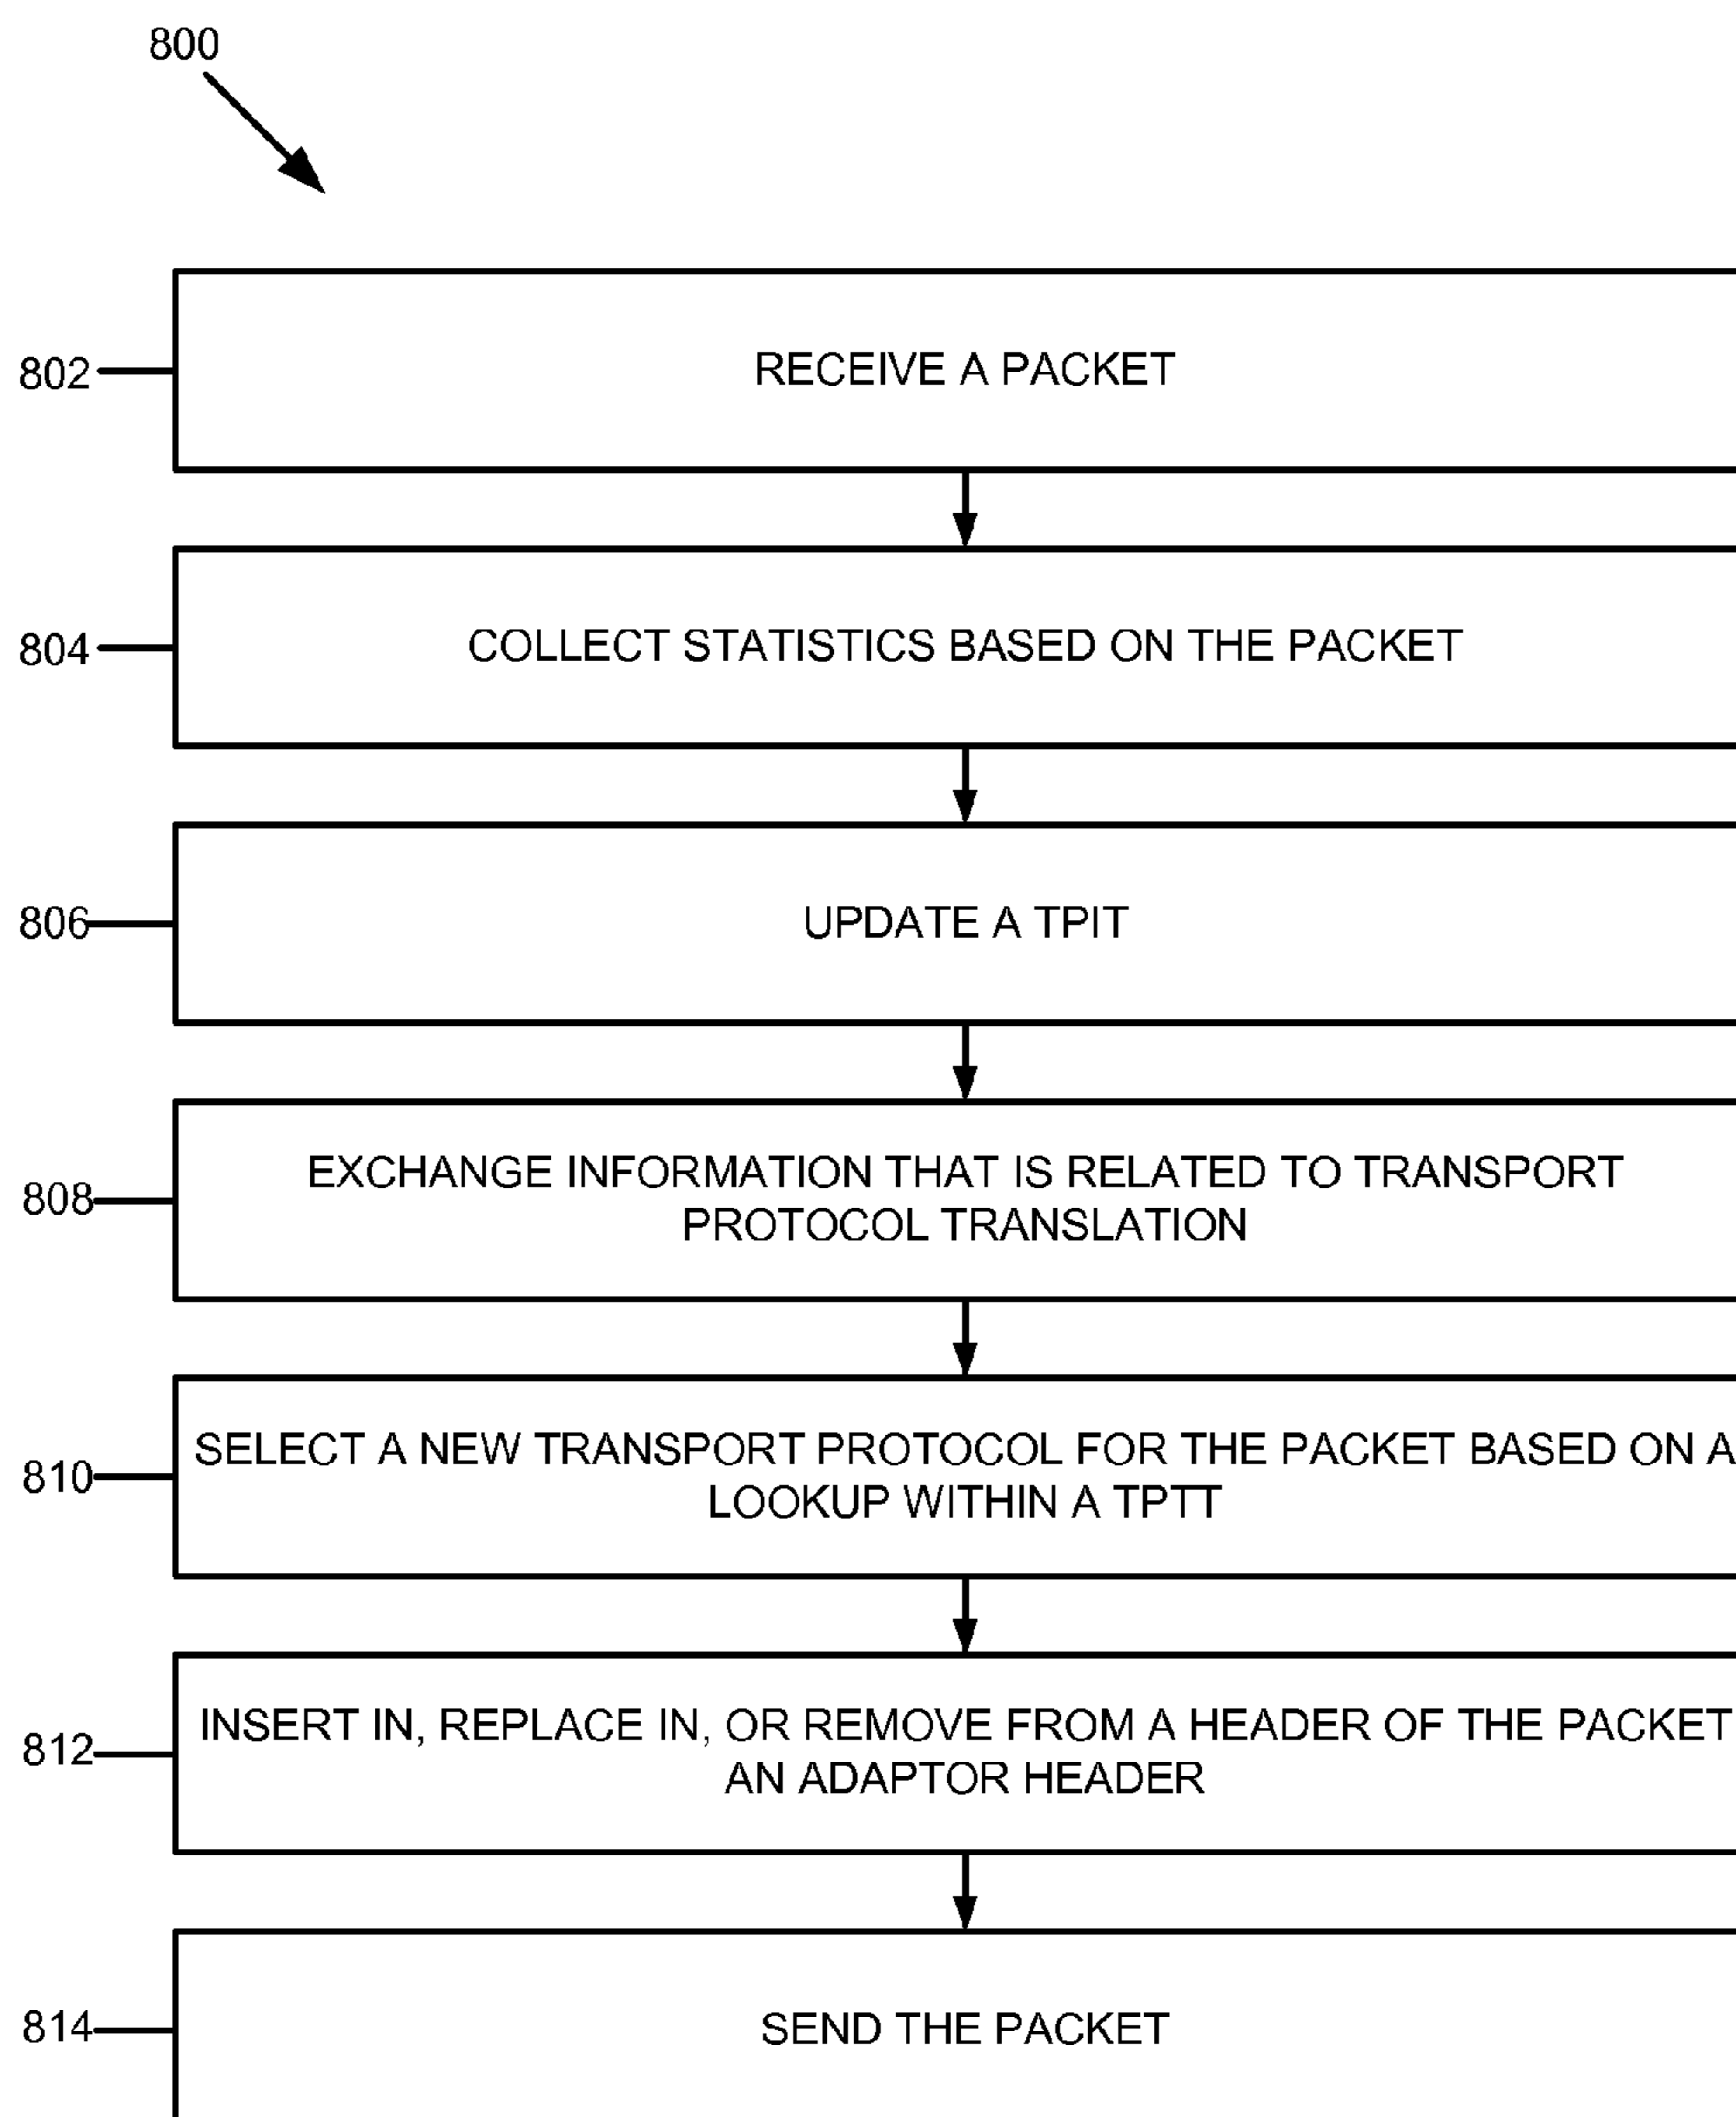 800
802
RECEIVE A PACKET
804
COLLECT STATISTICS BASED ON THE PACKET
806
UPDATE A TPIT
808
EXCHANGE INFORMATION THAT IS RELATED TO TRANSPORT
PROTOCOL TRANSLATION
810
SELECT A NEW TRANSPORT PROTOCOL FOR THE PACKET BASED ON A
LOOKUP WITHIN A TPTT
812
INSERT IN, REPLACE IN, OR REMOVE FROM A HEADER OF THE PACKET
AN ADAPTOR HEADER
814
SEND THE PACKET